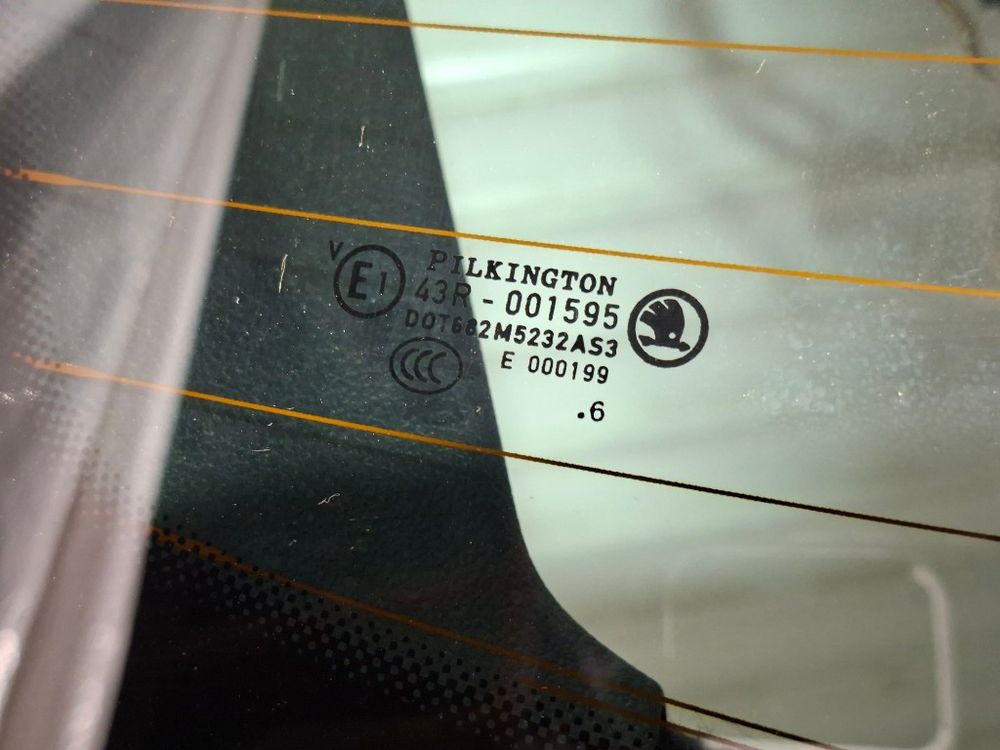 V
E1 PILKINGTON
43R - 001595
DOT682M5232AS3
CCC E 000199
.6